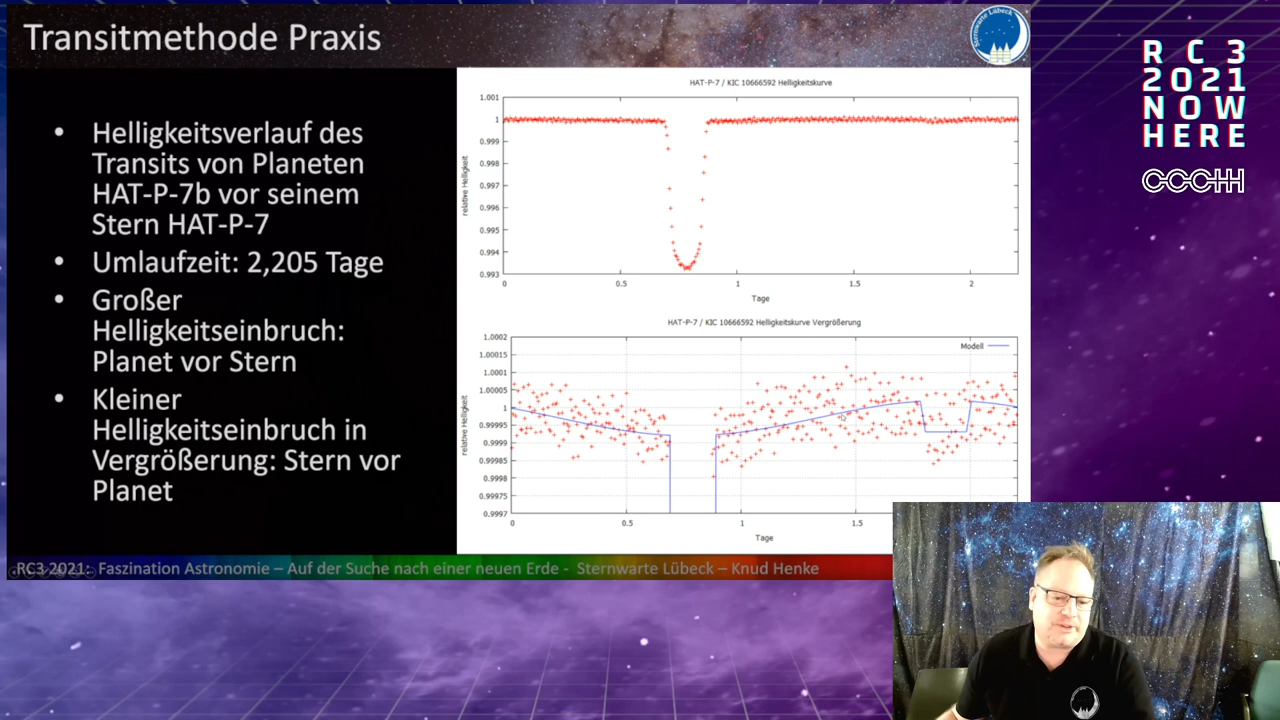 Transitmethode Praxis
Sternwarte Lübeck
R C 3
2021
NOW
HERE
• Helligkeitsverlauf des
Transits von Planeten
HAT-P-7b vor seinem
Stern HAT-P-7
• Umlaufzeit: 2,205 Tage
• Großer
Helligkeitseinbruch:
Planet vor Stern
• Kleiner
Helligkeitseinbruch in
Vergrößerung: Stern vor
Planet
HAT-P-7 / KIC 10666592 Helligkeitskurve
relative Helligkeit
1.001
1
0.999
0.998
0.997
0.996
0.995
0.994
0.993
0 0.5 1 1.5 2
Tage
HAT-P-7 / KIC 10666592 Helligkeitskurve Vergrößerung
Modell
relative Helligkeit
1.0002
1.00015
1.0001
1.00005
1
0.99995
0.9999
0.99985
0.9998
0.99975
0.9997
0 0.5 1 1.5
Tage
RC3 2021: Faszination Astronomie – Auf der Suche nach einer neuen Erde - Sternwarte Lübeck – Knud Henke